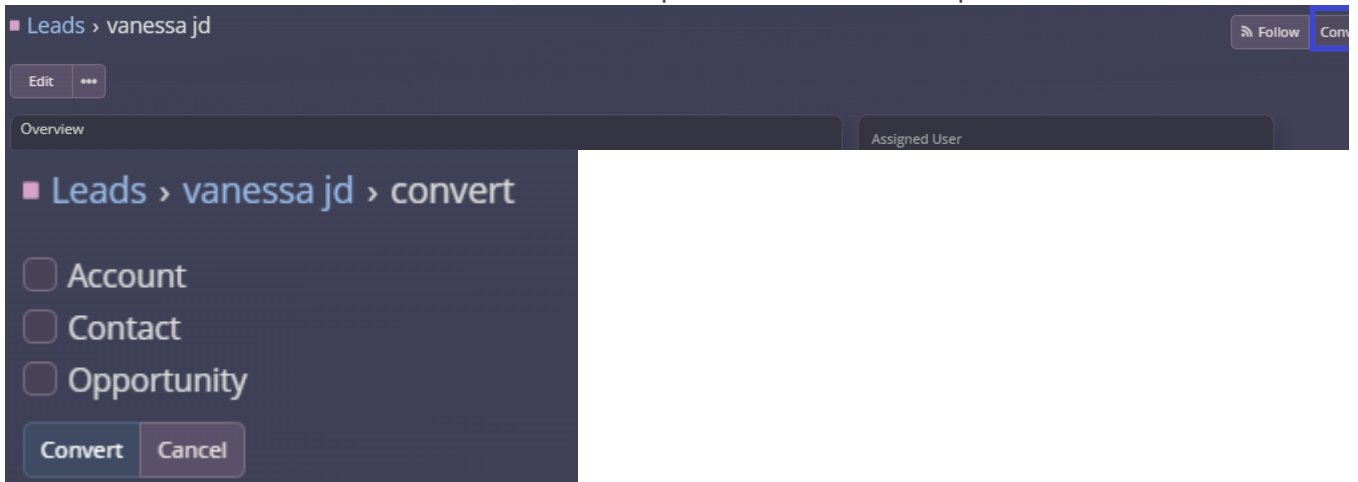 Leads › vanessa jd
Follow
Edit •••
Overview
Assigned User
Leads › vanessa jd › convert
Account
Contact
Opportunity
Convert Cancel